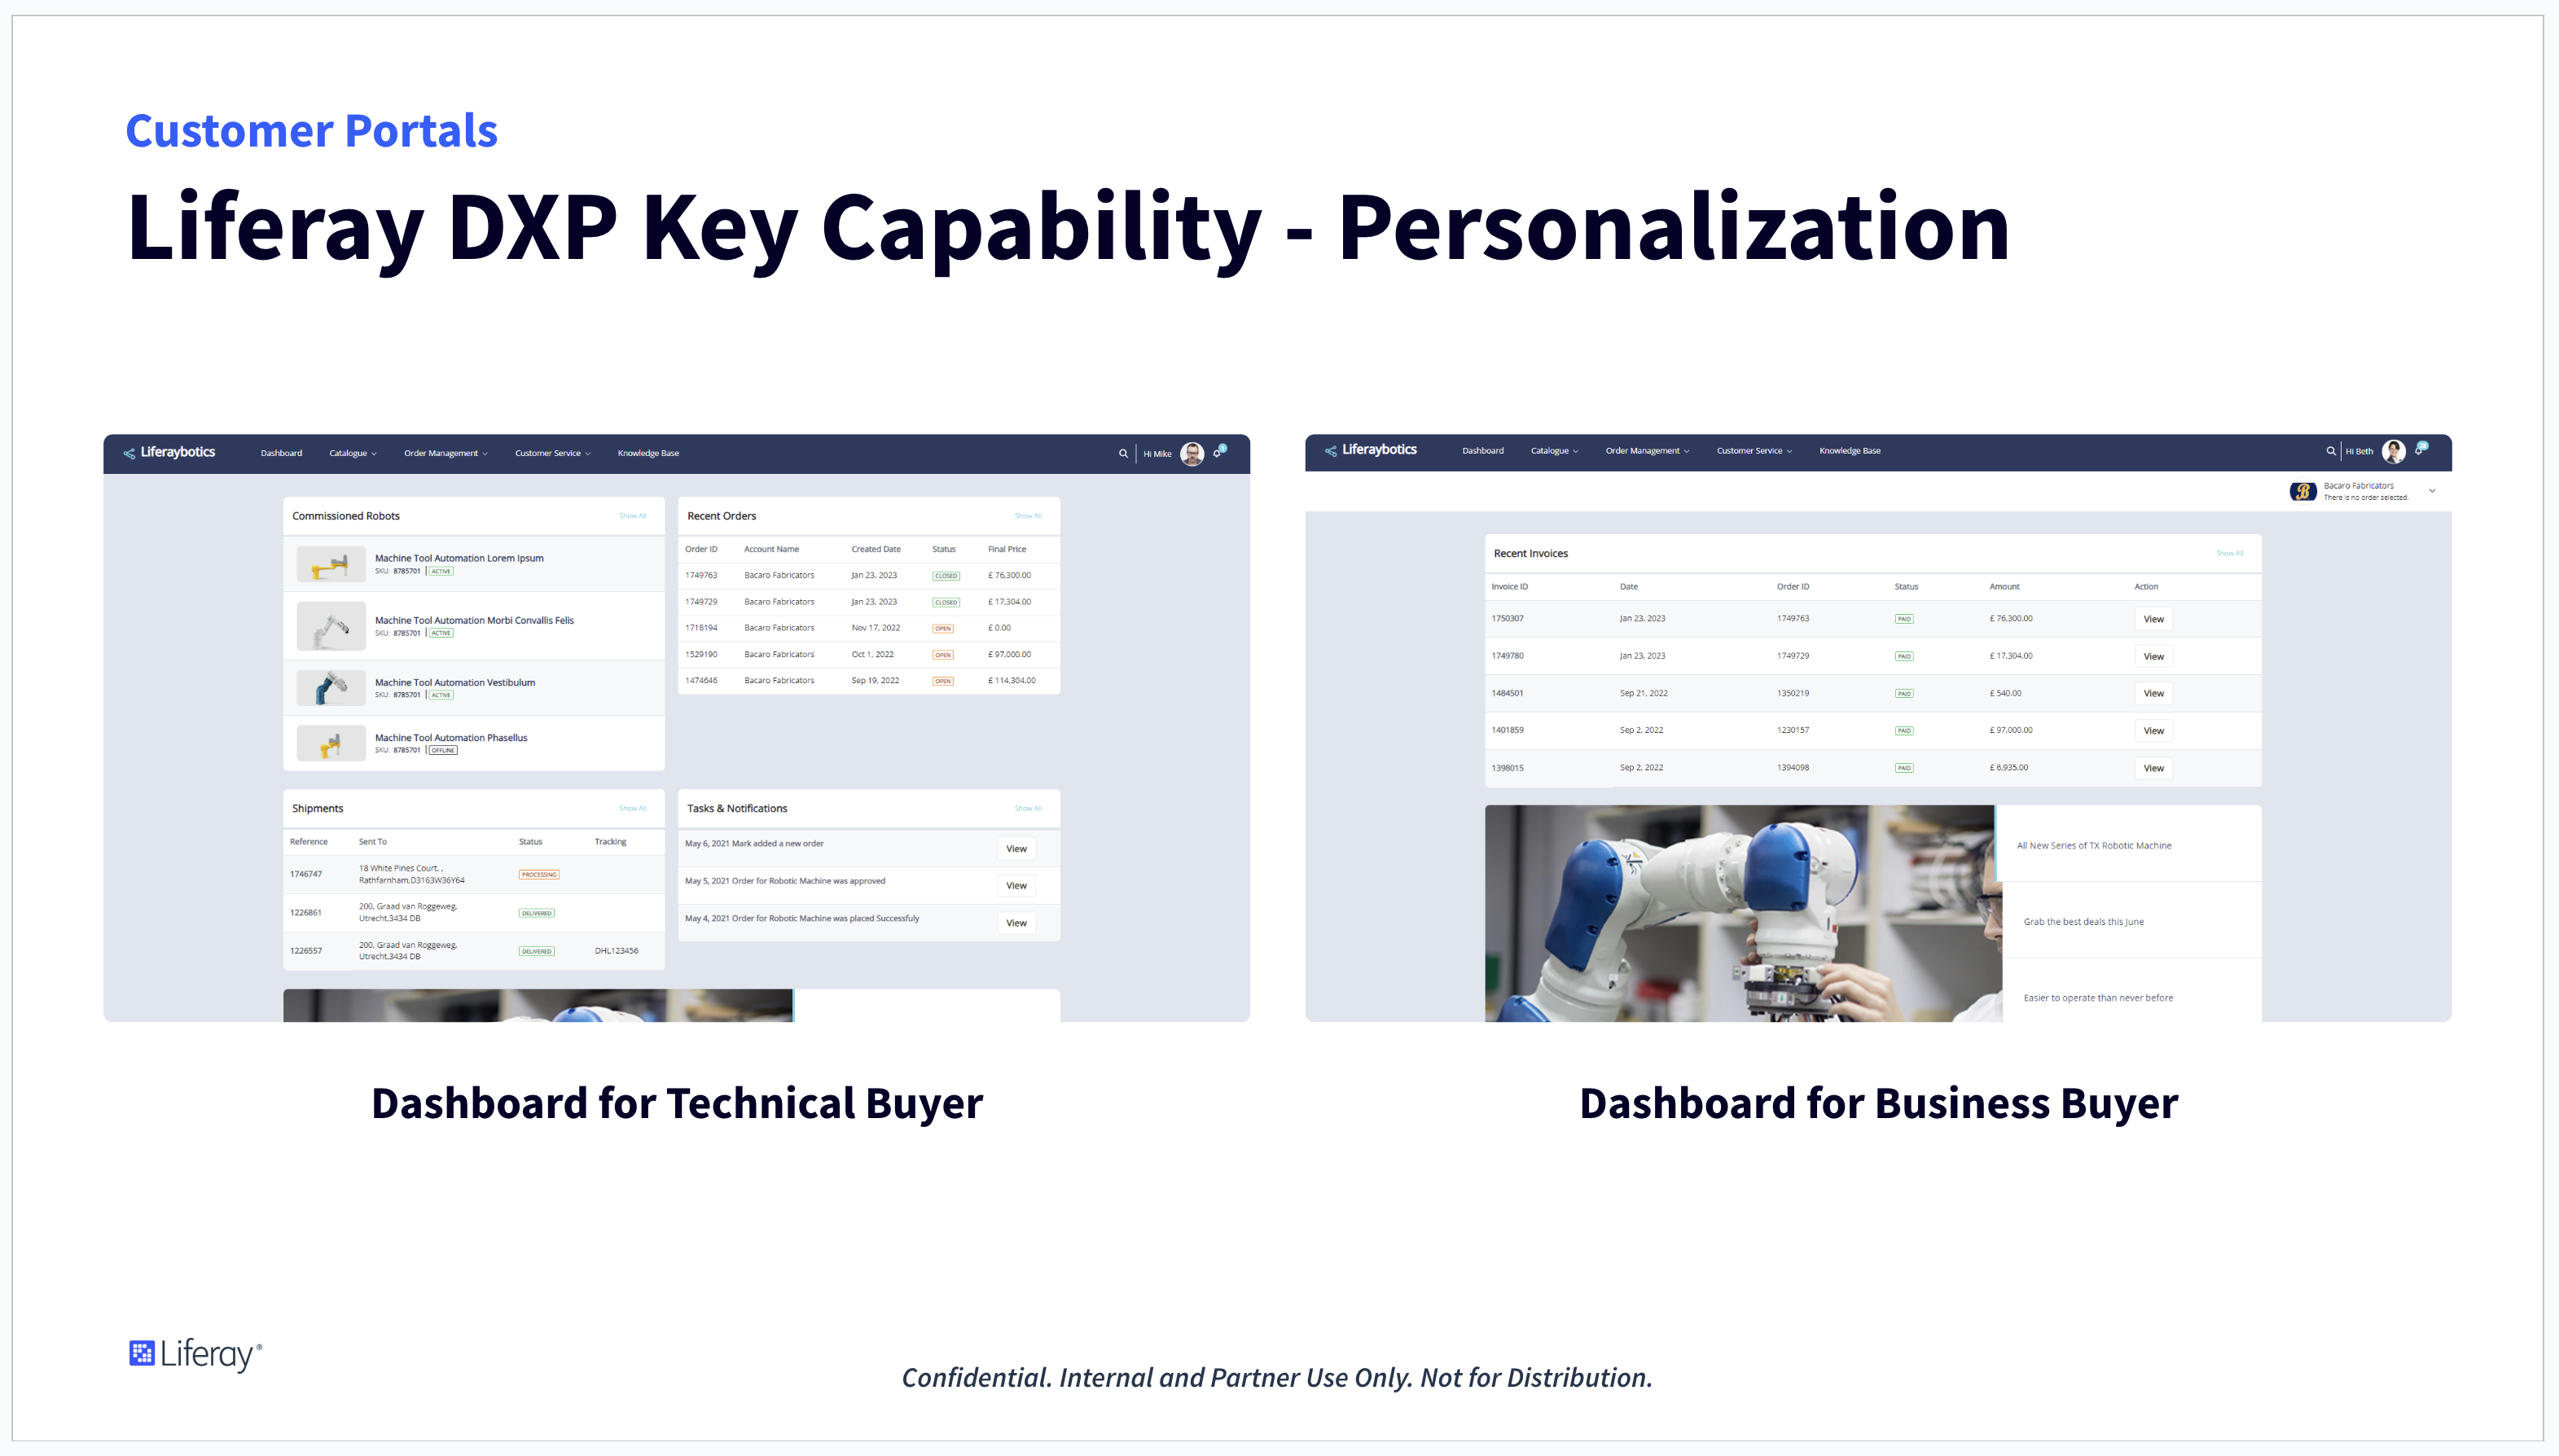 Customer Portals
Liferay DXP Key Capability - Personalization
Liferaybotics Dashboard Catalogue Order Management Customer Service Knowledge Base Hi Mike 1
Commissioned Robots Show All
Machine Tool Automation Lorem Ipsum
SKU: 8785701 | ACTIVE
Machine Tool Automation Morbi Convallis Felis
SKU: 8785701 | ACTIVE
Machine Tool Automation Vestibulum
SKU: 8785701 | ACTIVE
Machine Tool Automation Phasellus
SKU: 8785701 | OFFLINE
Recent Orders Show All
Order ID Account Name Created Date Status Final Price
1749763 Bacaro Fabricators Jan 23, 2023 CLOSED £ 76,300.00
1749729 Bacaro Fabricators Jan 23, 2023 CLOSED £ 17,304.00
1718194 Bacaro Fabricators Nov 17, 2022 OPEN £ 0.00
1529190 Bacaro Fabricators Oct 1, 2022 OPEN £ 97,000.00
1474646 Bacaro Fabricators Sep 19, 2022 OPEN £ 114,304.00
Shipments Show All
Reference Sent To Status Tracking
1746747 18 White Pines Court, , PROCESSING
Rathfarnham,D3163W36Y64
1226861 200, Graad van Roggeweg, DELIVERED
Utrecht,3434 DB
1226557 200, Graad van Roggeweg, DELIVERED DHL123456
Utrecht,3434 DB
Tasks & Notifications Show All
May 6, 2021 Mark added a new order View
May 5, 2021 Order for Robotic Machine was approved View
May 4, 2021 Order for Robotic Machine was placed Successfuly View
Liferaybotics Dashboard Catalogue Order Management Customer Service Knowledge Base Hi Beth
B Bacaro Fabricators
There is no order selected.
Recent Invoices Show All
Invoice ID Date Order ID Status Amount Action
1750307 Jan 23, 2023 1749763 PAID £ 76,300.00 View
1749780 Jan 23, 2023 1749729 PAID £ 17,304.00 View
1484501 Sep 21, 2022 1350219 PAID £ 540.00 View
1401859 Sep 2, 2022 1230157 PAID £ 97,000.00 View
1398015 Sep 2, 2022 1394098 PAID £ 6,935.00 View
All New Series of TX Robotic Machine
Grab the best deals this June
Easier to operate than never before
Dashboard for Technical Buyer
Dashboard for Business Buyer
Liferay®
Confidential. Internal and Partner Use Only. Not for Distribution.